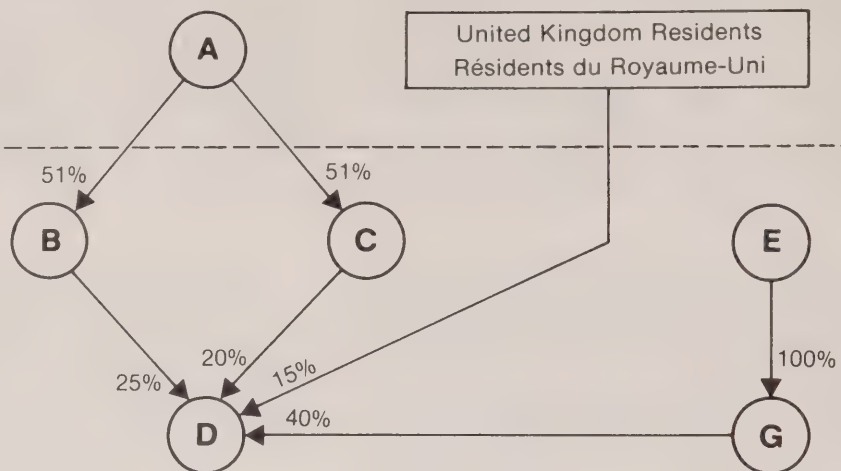 A
United Kingdom Residents
Résidents du Royaume-Uni
51%
51%
B
C
E
25%
20%
15%
100%
D
40%
G